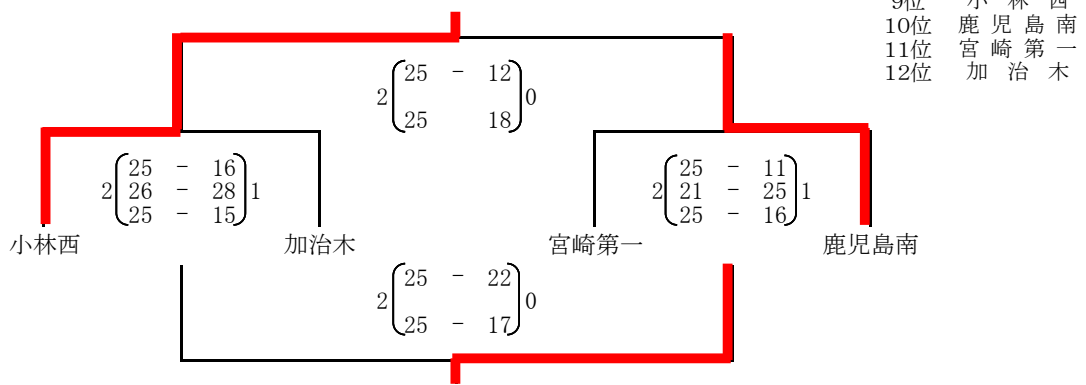 9位 小林西
10位 鹿児島南
11位 宮崎第一
12位 加治木
25 - 12
2 0
25 18
25 - 16
2 26 - 28 1
25 - 15
25 - 11
2 21 - 25 1
25 - 16
小林西 加治木 宮崎第一 鹿児島南
25 - 22
2 0
25 - 17